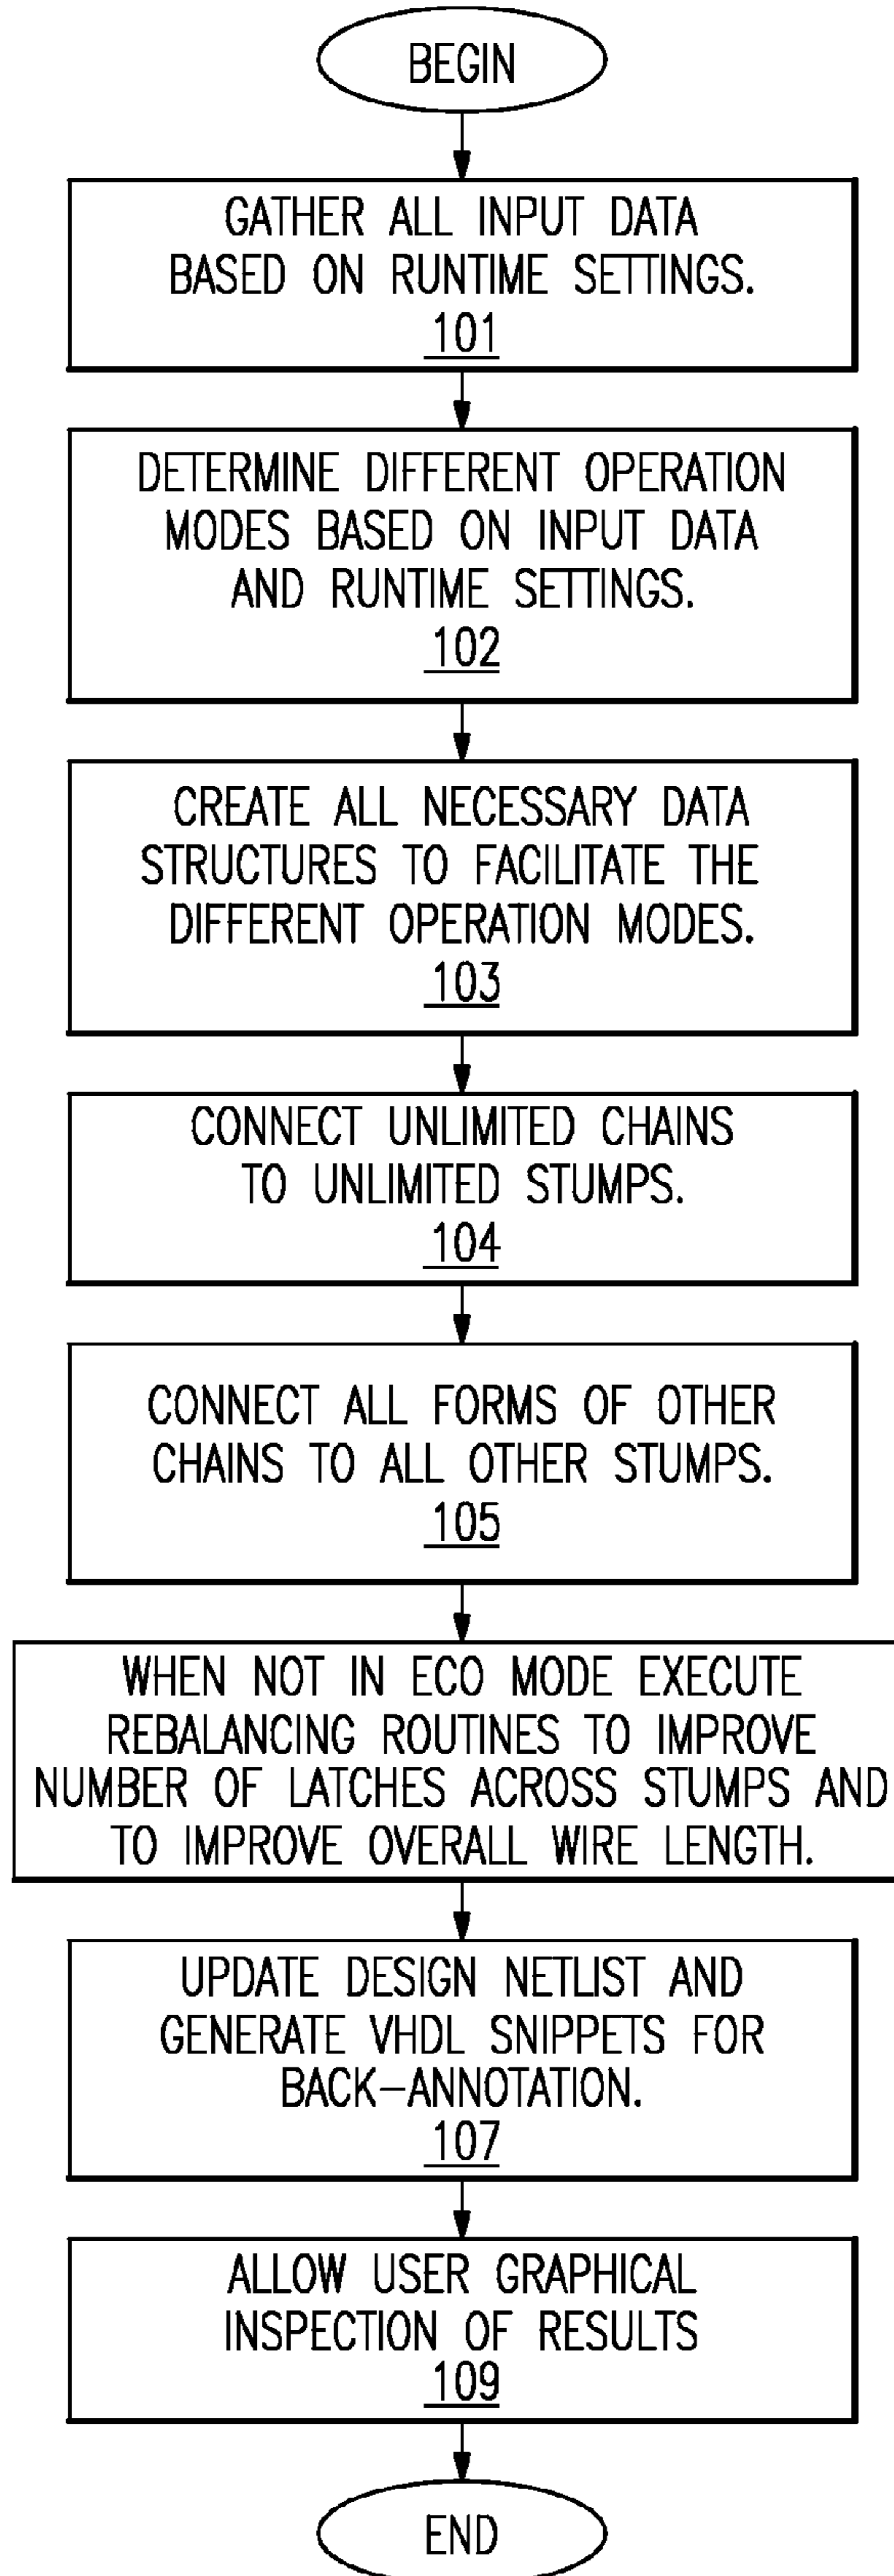 BEGIN
GATHER ALL INPUT DATA
BASED ON RUNTIME SETTINGS.
101
DETERMINE DIFFERENT OPERATION
MODES BASED ON INPUT DATA
AND RUNTIME SETTINGS.
102
CREATE ALL NECESSARY DATA
STRUCTURES TO FACILITATE THE
DIFFERENT OPERATION MODES.
103
CONNECT UNLIMITED CHAINS
TO UNLIMITED STUMPS.
104
CONNECT ALL FORMS OF OTHER
CHAINS TO ALL OTHER STUMPS.
105
WHEN NOT IN ECO MODE EXECUTE
REBALANCING ROUTINES TO IMPROVE
NUMBER OF LATCHES ACROSS STUMPS AND
TO IMPROVE OVERALL WIRE LENGTH.
UPDATE DESIGN NETLIST AND
GENERATE VHDL SNIPPETS FOR
BACK-ANNOTATION.
107
ALLOW USER GRAPHICAL
INSPECTION OF RESULTS
109
END